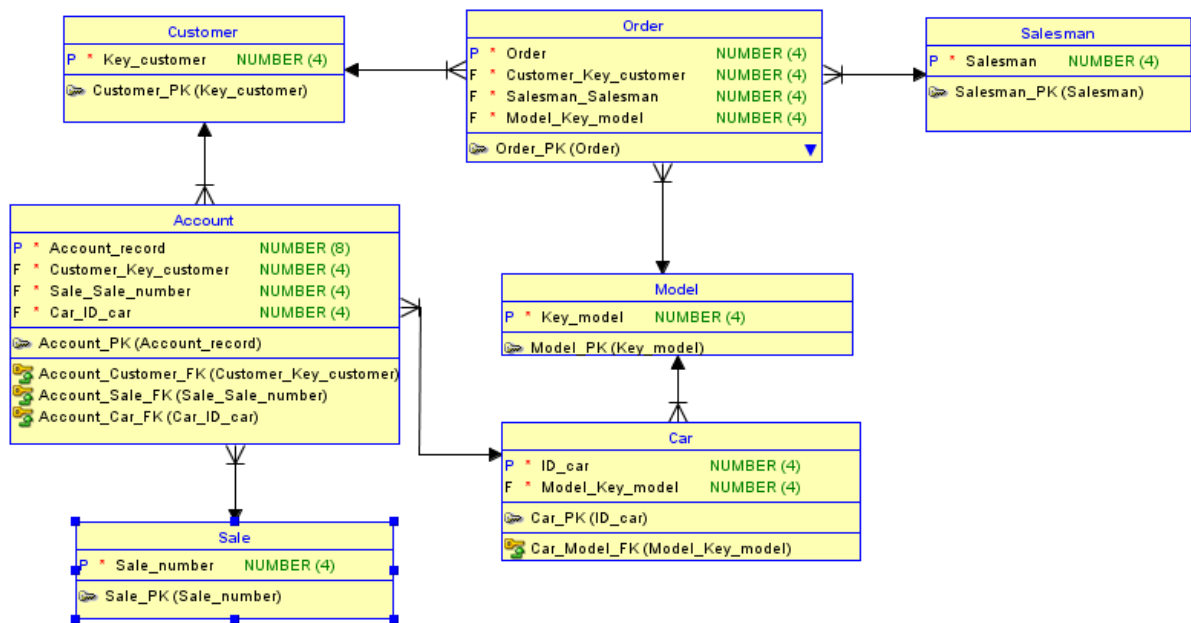 Customer
P * Key_customer NUMBER (4)
Customer_PK (Key_customer)
Order
P * Order NUMBER (4)
F * Customer_Key_customer NUMBER (4)
F * Salesman_Salesman NUMBER (4)
F * Model_Key_model NUMBER (4)
Order_PK (Order)
Salesman
P * Salesman NUMBER (4)
Salesman_PK (Salesman)
Account
P * Account_record NUMBER (8)
F * Customer_Key_customer NUMBER (4)
F * Sale_Sale_number NUMBER (4)
F * Car_ID_car NUMBER (4)
Account_PK (Account_record)
Account_Customer_FK (Customer_Key_customer)
Account_Sale_FK (Sale_Sale_number)
Account_Car_FK (Car_ID_car)
Model
P * Key_model NUMBER (4)
Model_PK (Key_model)
Car
P * ID_car NUMBER (4)
F * Model_Key_model NUMBER (4)
Car_PK (ID_car)
Car_Model_FK (Model_Key_model)
Sale
P * Sale_number NUMBER (4)
Sale_PK (Sale_number)